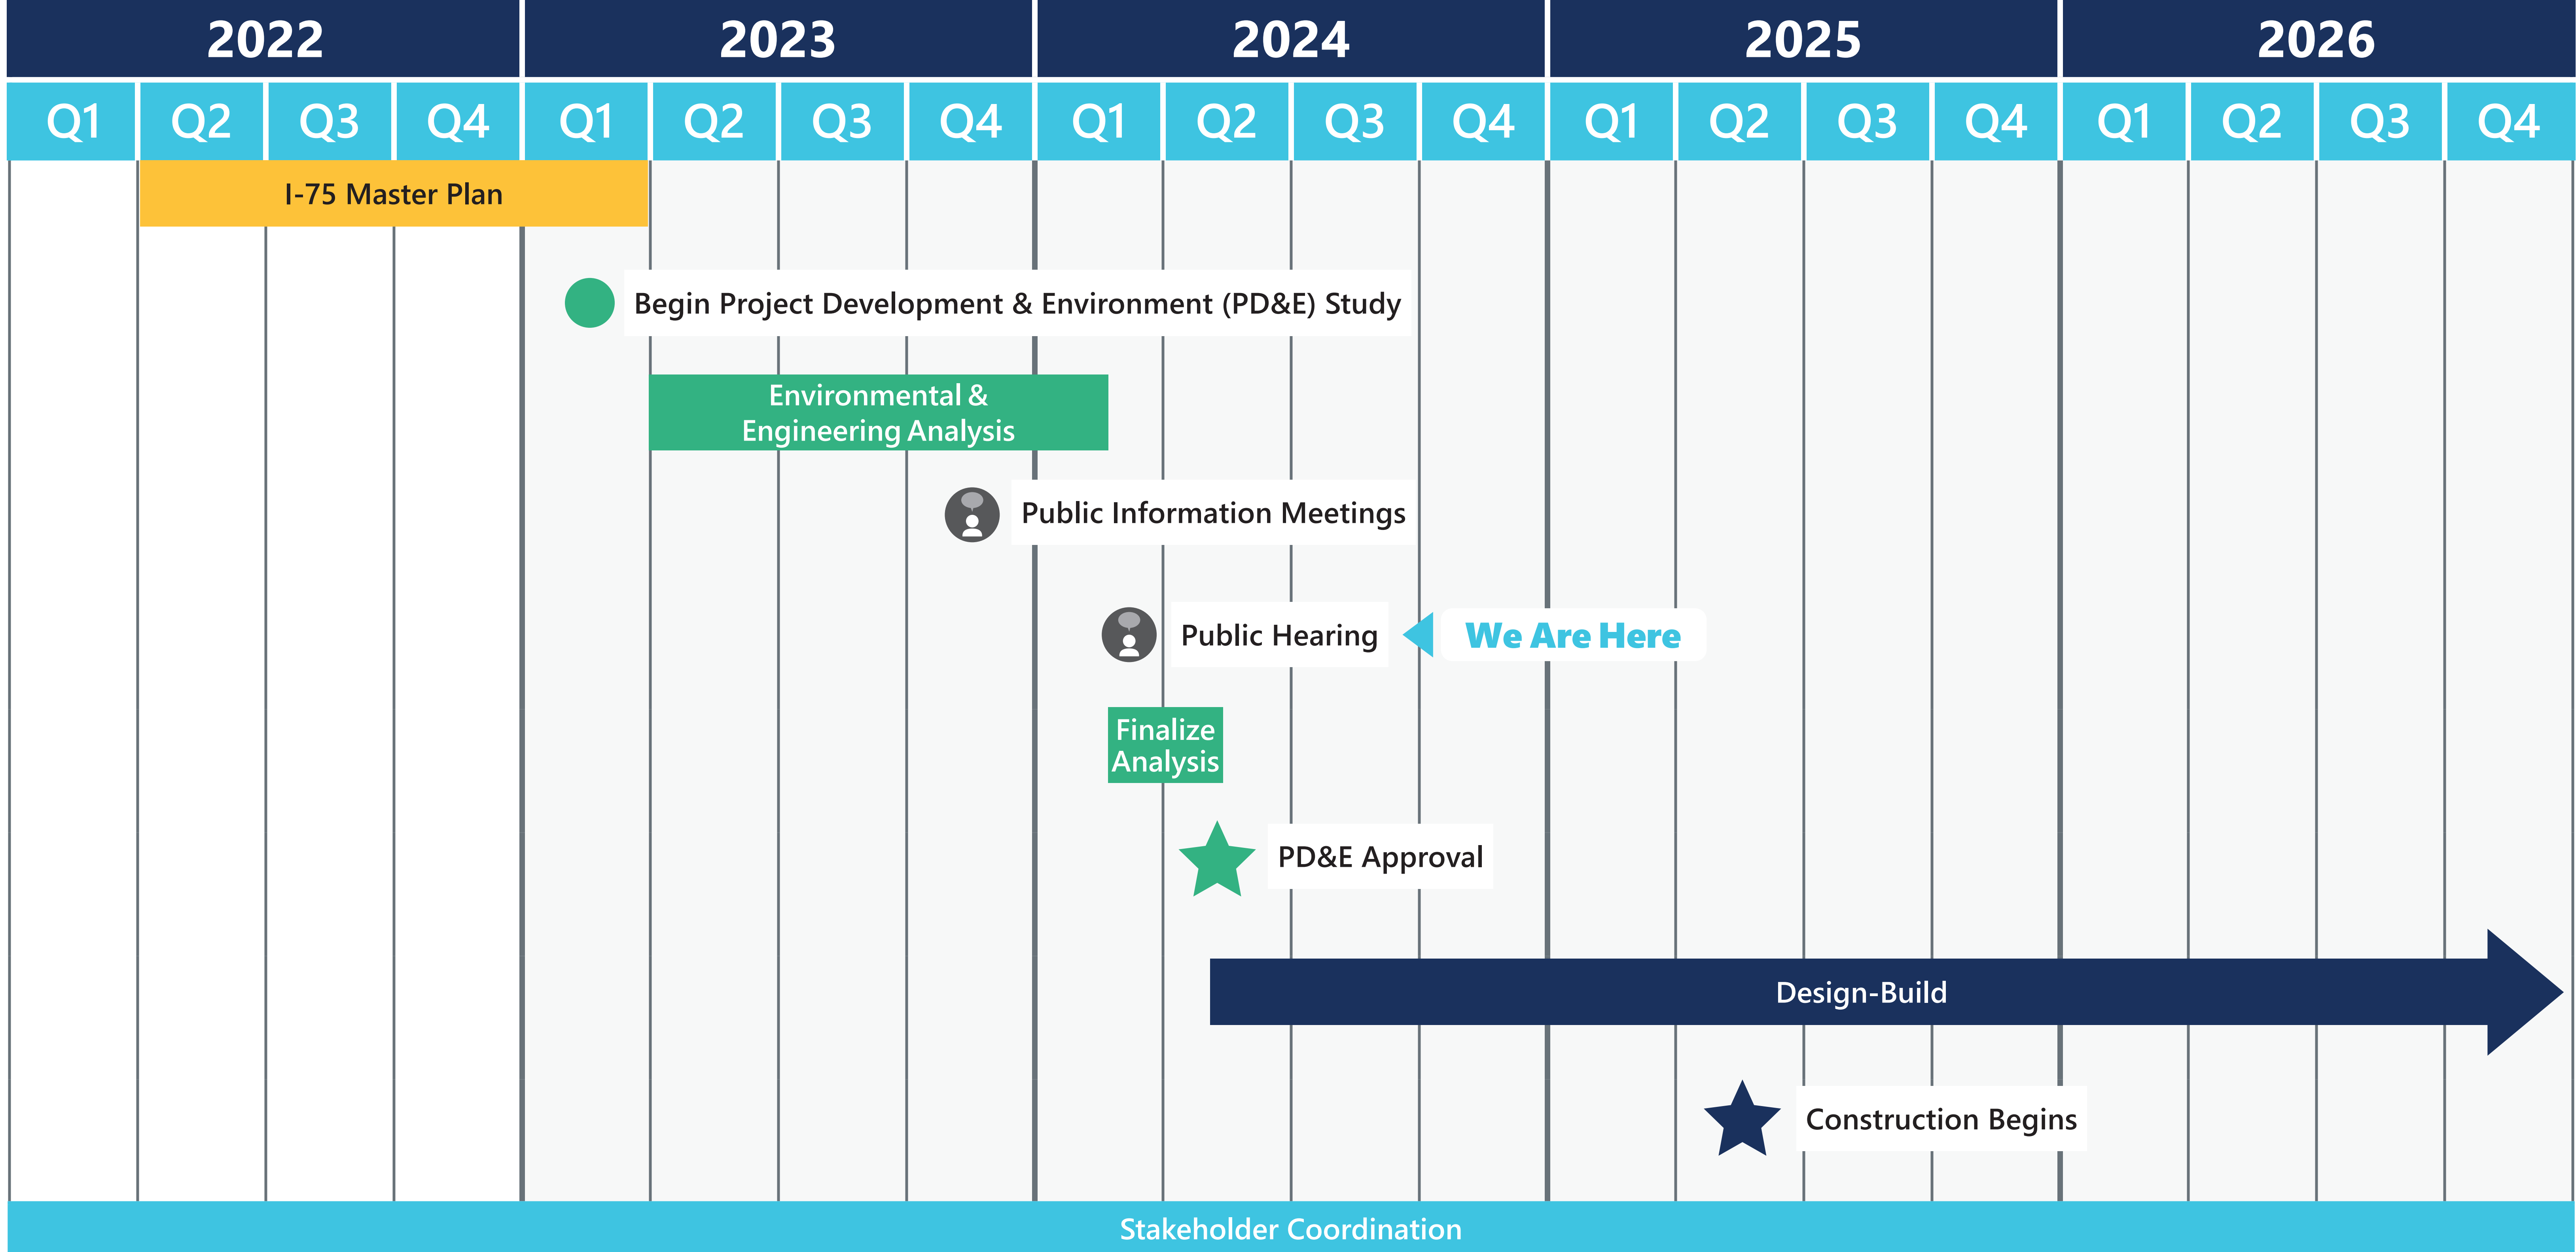 2022 2023 2024 2025 2026
Q1 Q2 Q3 Q4 Q1 Q2 Q3 Q4 Q1 Q2 Q3 Q4 Q1 Q2 Q3 Q4 Q1 Q2 Q3 Q4
I-75 Master Plan
Begin Project Development & Environment (PD&E) Study
Environmental &
Engineering Analysis
Public Information Meetings
Public Hearing We Are Here
Finalize
Analysis
PD&E Approval
Design-Build
Construction Begins
Stakeholder Coordination